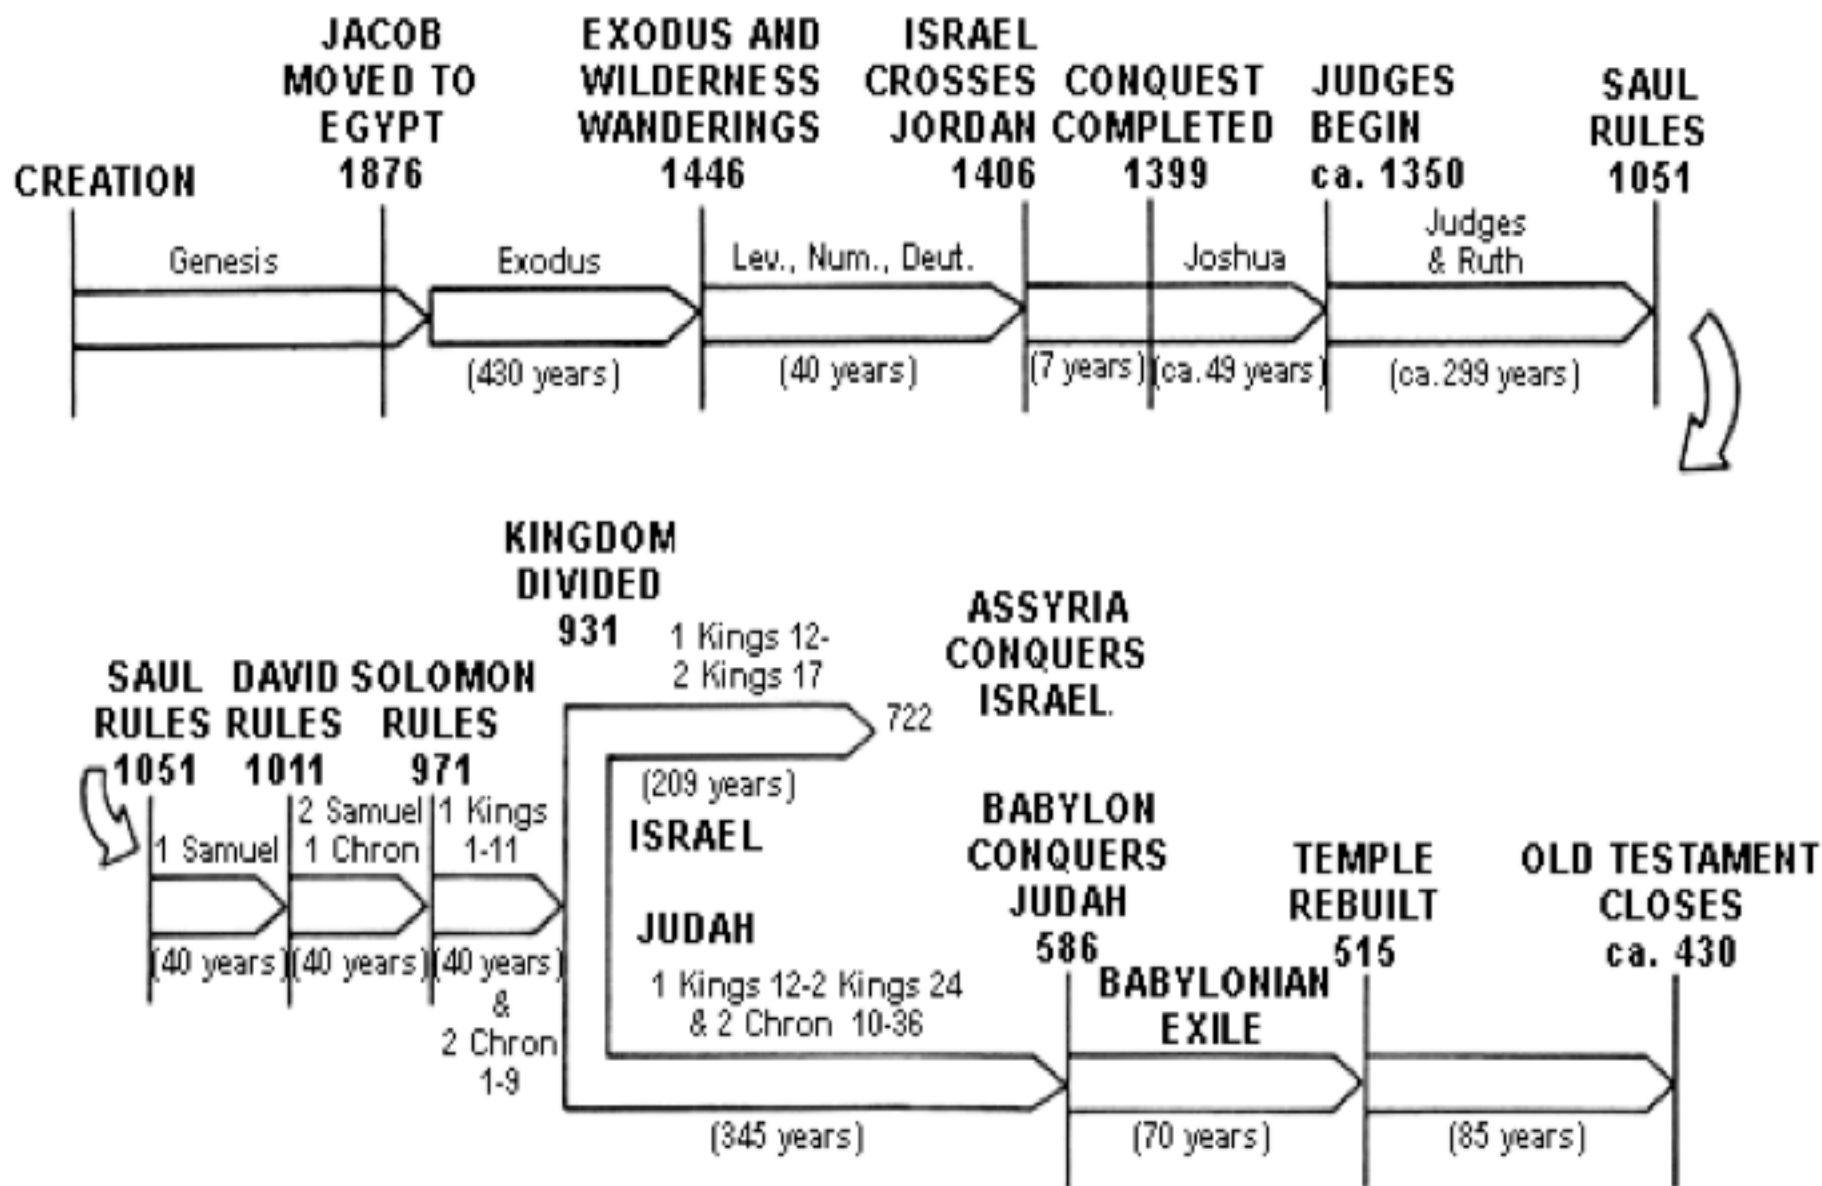 JACOB
MOVED TO
EGYPT
1876
EXODUS AND
WILDERNESS
WANDERINGS
1446
ISRAEL
CROSSES
JORDAN
1406
CONQUEST
COMPLETED
1399
JUDGES
BEGIN
ca. 1350
SAUL
RULES
1051
CREATION
Genesis
Exodus
Lev., Num., Deut.
Joshua
Judges
& Ruth
(430 years)
(40 years)
(7 years)
(ca.49 years)
(ca.299 years)
KINGDOM
DIVIDED
931
1 Kings 12-
2 Kings 17
ASSYRIA
CONQUERS
ISRAEL.
722
(209 years)
ISRAEL
SAUL
RULES
1051
DAVID
RULES
1011
SOLOMON
RULES
971
1 Samuel
2 Samuel
1 Chron
1 Kings
1-11
(40 years)
(40 years)
(40 years)
&
2 Chron
1-9
JUDAH
1 Kings 12-2 Kings 24
& 2 Chron 10-36
(345 years)
BABYLON
CONQUERS
JUDAH
586
BABYLONIAN
EXILE
(70 years)
TEMPLE
REBUILT
515
(85 years)
OLD TESTAMENT
CLOSES
ca. 430